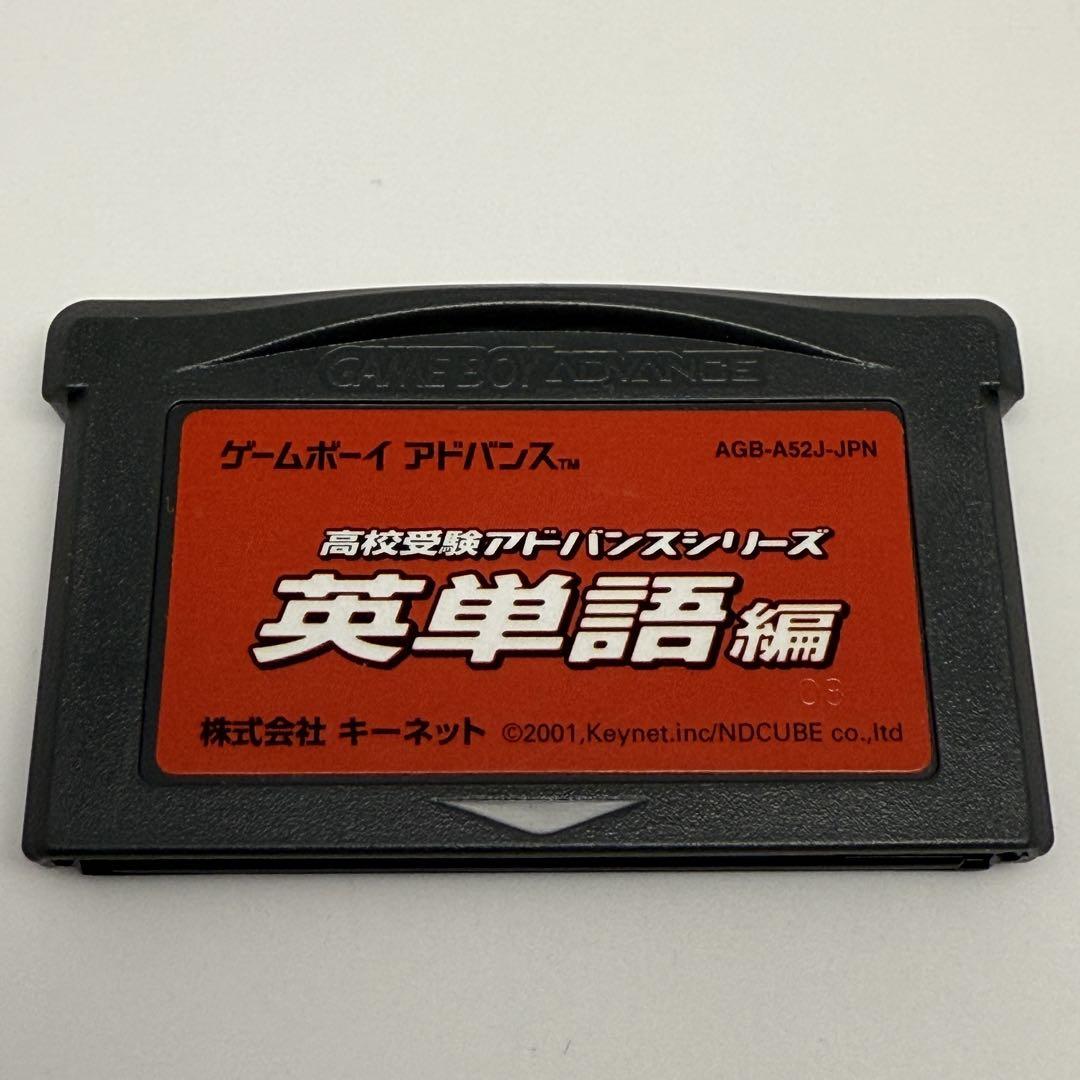 GAME BOY ADVANCE
ゲームボーイ アドバンス™ AGB-A52J-JPN
高校受験アドバンスシリーズ
英単語編
03
株式会社 キーネット ©2001,Keynet.inc/NDCUBE co.,ltd